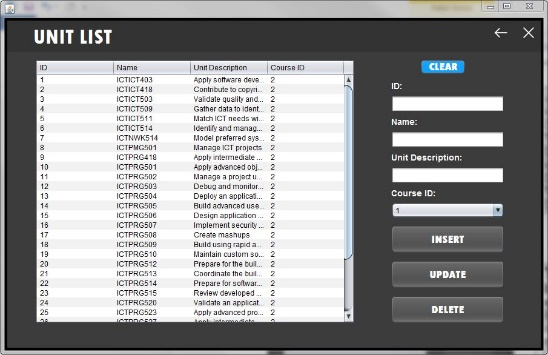 UNIT LIST
CLEAR
ID Name Unit Description Course ID
1 ICTICT403 Apply software deve... 2
2 ICTICT418 Contribute to copyri... 2
3 ICTICT503 Validate quality and... 2
4 ICTICT509 Gather data to ident... 2
5 ICTICT511 Match ICT needs wi... 2
6 ICTICT514 Identify and manag... 2
7 ICTNWK514 Model preferred sys... 2
8 ICTPMG501 Manage ICT projects 2
9 ICTPRG418 Apply intermediate ... 2
10 ICTPRG501 Apply advanced obj... 2
11 ICTPRG502 Manage a project u... 2
12 ICTPRG503 Debug and monitor... 2
13 ICTPRG504 Deploy an applicati... 2
14 ICTPRG505 Build advanced use... 2
15 ICTPRG506 Design application ... 2
16 ICTPRG507 Implement security ... 2
17 ICTPRG508 Create mashups 2
18 ICTPRG509 Build using rapid a... 2
19 ICTPRG510 Maintain custom so... 2
20 ICTPRG512 Prepare for the buil... 2
21 ICTPRG513 Coordinate the buil... 2
22 ICTPRG514 Prepare for softwar... 2
23 ICTPRG515 Review developed ... 2
24 ICTPRG520 Validate an applicat... 2
25 ICTPRG523 Apply advanced pro... 2
ID:
Name:
Unit Description:
Course ID:
1
INSERT
UPDATE
DELETE